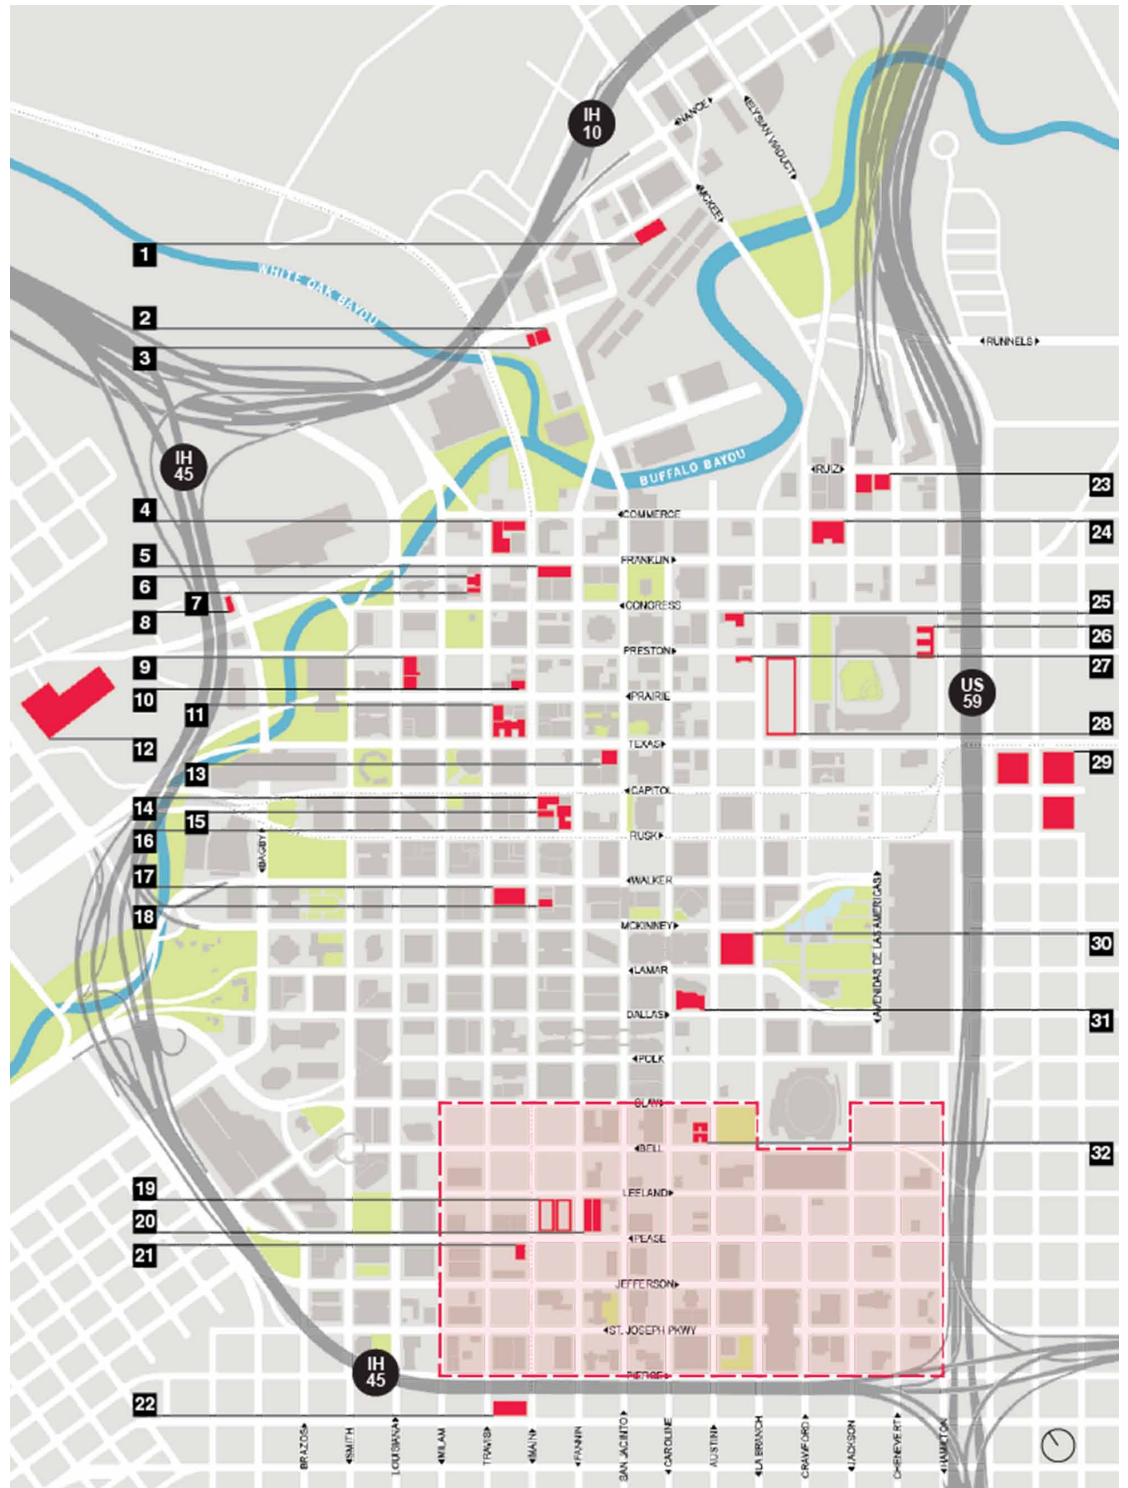 IH
10
NANCE
ELYSIAN VIADUCT
MCKEE
1
WHITE OAK BAYOU
2
3
RUNNELS
IH
45
BUFFALO BAYOU
RUIZ
23
4
COMMERCE
24
5
FRANKLIN
6
7
25
8
CONGRESS
26
9
PRESTON
27
10
US
59
PRAIRIE
11
28
12
TEXAS
29
13
CAPITOL
14
15
16
RUSK
BAGBY
17
WALKER
18
MCKINNEY
30
AVENIDAS DE LAS AMERICAS
LAMAR
DALLAS
31
POLK
CLAY
BELL
32
19
LEELAND
20
PEASE
21
JEFFERSON
ST. JOSEPH PKWY
IH
45
PIERCE
22
BRAZOS
SMITH
LOUISIANA
MILAM
TRAVIS
MAIN
FANNIN
SAN JACINTO
CAROLINE
AUSTIN
LA BRANCH
CRAWFORD
JACKSON
CHENEVERT
HAMILTON